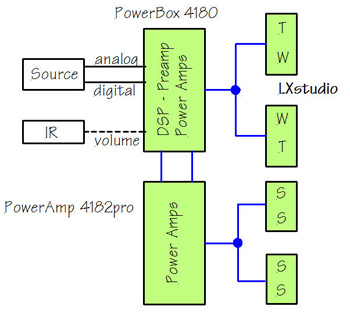 PowerBox 4180
analog
Source
digital
IR
volume
DSP - Preamp
Power Amps
T
W
LXstudio
W
T
PowerAmp 4182pro
Power Amps
S
S
S
S